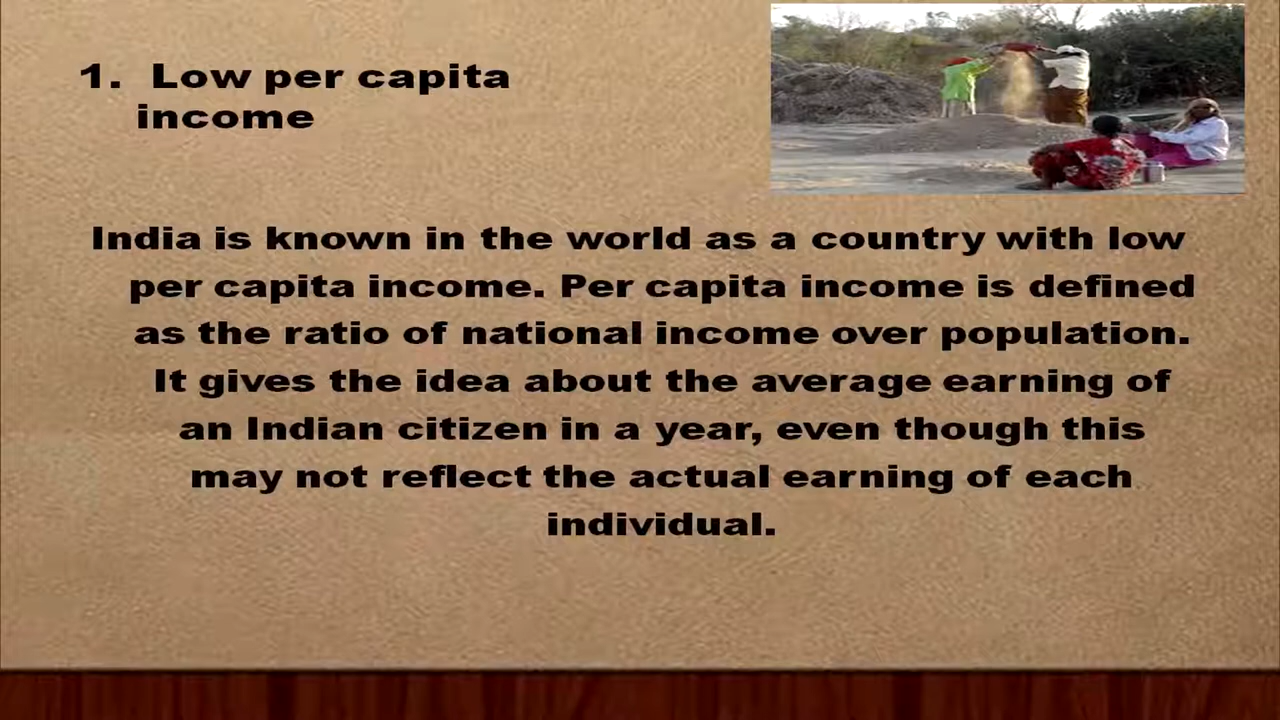 1. Low per capita
income
India is known in the world as a country with low
per capita income. Per capita income is defined
as the ratio of national income over population.
It gives the idea about the average earning of
an Indian citizen in a year, even though this
may not reflect the actual earning of each
individual.